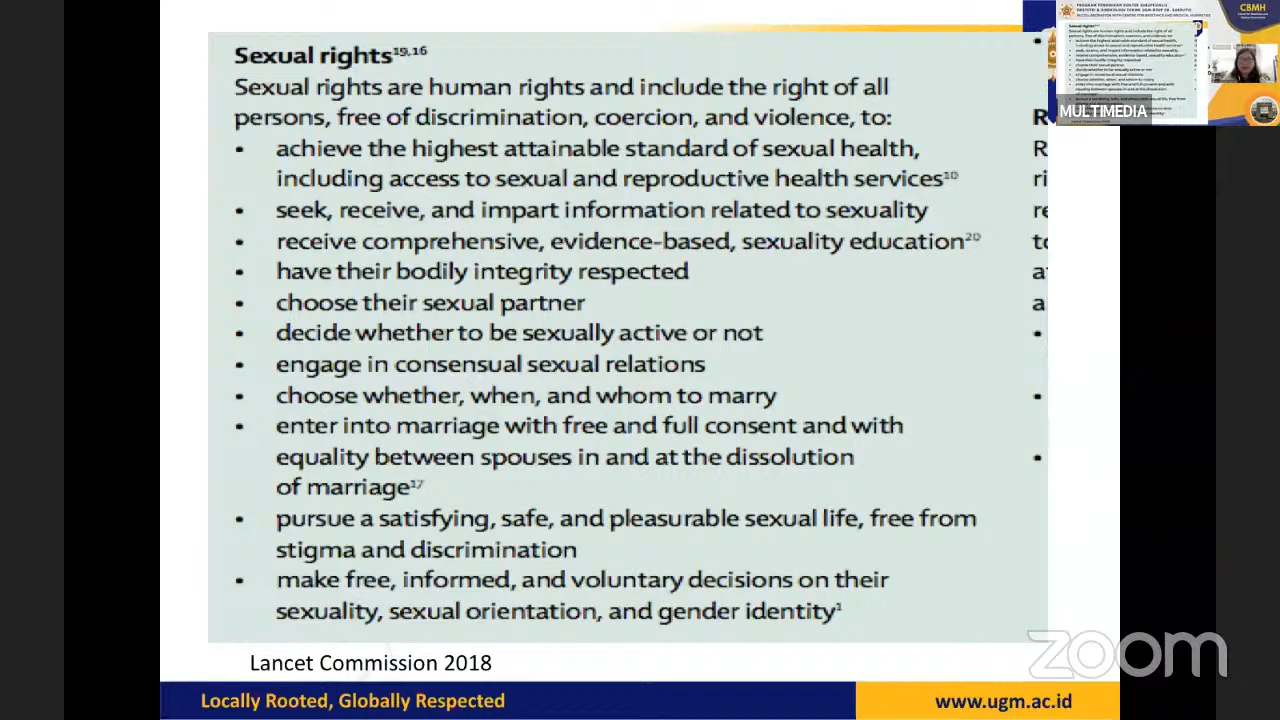 Sexual rights19,16
Sexual rights are human rights and include the right of all
persons, free of discrimination, coercion, and violence, to:
• achieve the highest attainable standard of sexual health,
including access to sexual and reproductive health services10
• seek, receive, and impart information related to sexuality
• receive comprehensive, evidence-based, sexuality education20
• have their bodily integrity respected
• choose their sexual partner
• decide whether to be sexually active or not
• engage in consensual sexual relations
• choose whether, when, and whom to marry
• enter into marriage with free and full consent and with
equality between spouses in and at the dissolution
of marriage17
• pursue a satisfying, safe, and pleasurable sexual life, free from
stigma and discrimination
• make free, informed, and voluntary decisions on their
sexuality, sexual orientation, and gender identity1
Lancet Commission 2018
Locally Rooted, Globally Respected
www.ugm.ac.id
zoom
MULTIMEDIA
CBMH